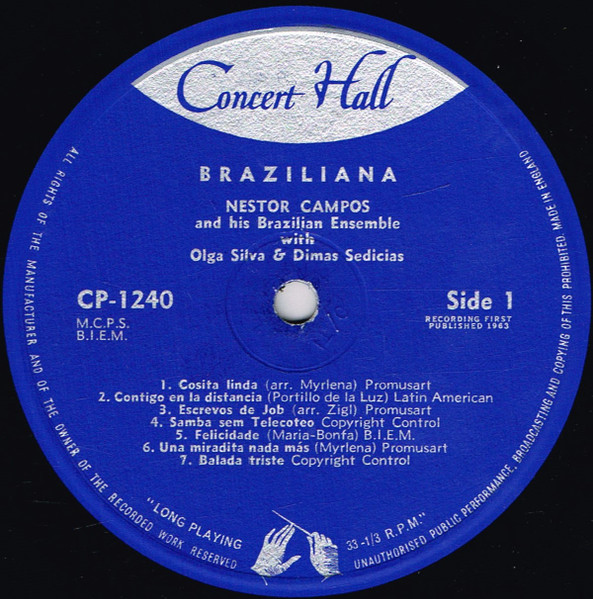 Concert Hall
BRAZILIANA
NESTOR CAMPOS
and his Brazilian Ensemble
with
Olga Silva & Dimas Sedicias
CP-1240
M.C.P.S.
B.I.E.M.
Side 1
RECORDING FIRST
PUBLISHED 1963
1. Cosita linda (arr. Myrlena) Promusart
2. Contigo en la distancia (Portillo de la Luz) Latin American
3. Escrevos de Job (arr. Zigl) Promusart
4. Samba sem Telecoteo Copyright Control
5. Felicidade (Maria-Bonfa) B.I.E.M.
6. Una miradita nada más (Myrlena) Promusart
7. Balada triste Copyright Control
"LONG PLAYING
33-1/3 R.P.M."
ALL RIGHTS OF THE MANUFACTURER AND OF THE OWNER OF THE RECORDED WORK RESERVED
UNAUTHORISED PUBLIC PERFORMANCE, BROADCASTING AND COPYING OF THIS PROHIBITED. MADE IN ENGLAND